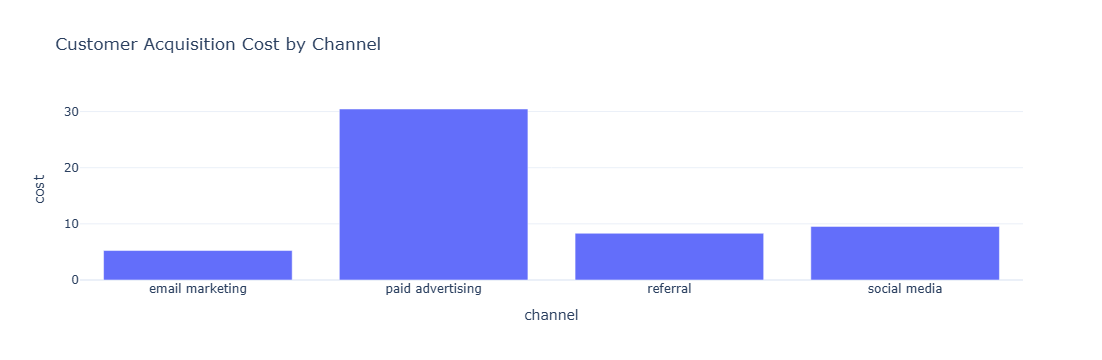 Customer Acquisition Cost by Channel
30
20
10
0
cost
email marketing paid advertising referral social media
channel